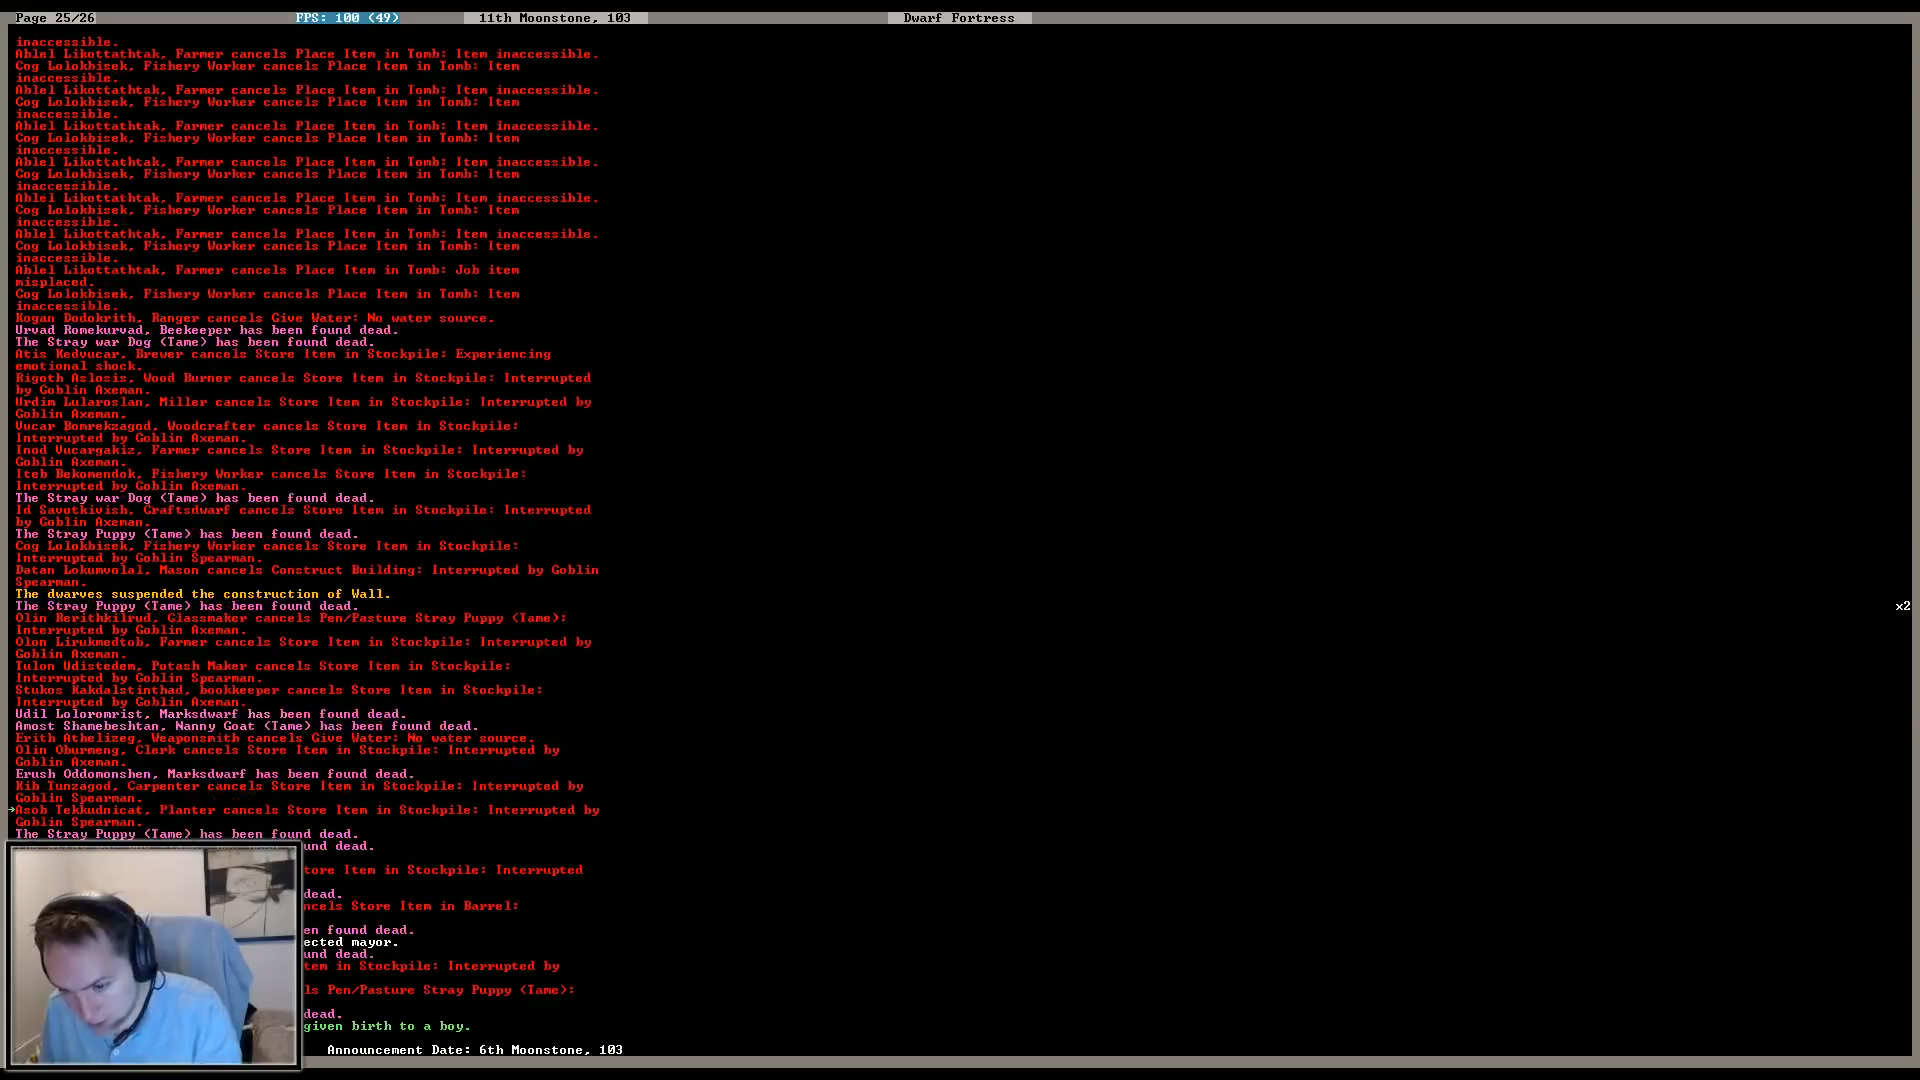 Page 25/26 FPS: 100 (49) 11th Moonstone, 103 Dwarf Fortress
inaccessible.
Ablel Likottathtak, Farmer cancels Place Item in Tomb: Item inaccessible.
Cog Lolokbisek, Fishery Worker cancels Place Item in Tomb: Item
inaccessible.
Ablel Likottathtak, Farmer cancels Place Item in Tomb: Item inaccessible.
Cog Lolokbisek, Fishery Worker cancels Place Item in Tomb: Item
inaccessible.
Ablel Likottathtak, Farmer cancels Place Item in Tomb: Item inaccessible.
Cog Lolokbisek, Fishery Worker cancels Place Item in Tomb: Item
inaccessible.
Ablel Likottathtak, Farmer cancels Place Item in Tomb: Item inaccessible.
Cog Lolokbisek, Fishery Worker cancels Place Item in Tomb: Item
inaccessible.
Ablel Likottathtak, Farmer cancels Place Item in Tomb: Item inaccessible.
Cog Lolokbisek, Fishery Worker cancels Place Item in Tomb: Item
inaccessible.
Ablel Likottathtak, Farmer cancels Place Item in Tomb: Item inaccessible.
Cog Lolokbisek, Fishery Worker cancels Place Item in Tomb: Item
inaccessible.
Ablel Likottathtak, Farmer cancels Place Item in Tomb: Job item
misplaced.
Cog Lolokbisek, Fishery Worker cancels Place Item in Tomb: Item
inaccessible.
Kogan Dodokrith, Ranger cancels Give Water: No water source.
Urvad Romekurvad, Beekeeper has been found dead.
The Stray war Dog (Tame) has been found dead.
Atis Kedvucar, Brewer cancels Store Item in Stockpile: Experiencing
emotional shock.
Rigoth Aslosis, Wood Burner cancels Store Item in Stockpile: Interrupted
by Goblin Axeman.
Urdim Lularoslan, Miller cancels Store Item in Stockpile: Interrupted by
Goblin Axeman.
Vucar Bomrekzagod, Woodcrafter cancels Store Item in Stockpile:
Interrupted by Goblin Axeman.
Inod Vucargakiz, Farmer cancels Store Item in Stockpile: Interrupted by
Goblin Axeman.
Iteb Bekomendok, Fishery Worker cancels Store Item in Stockpile:
Interrupted by Goblin Axeman.
The Stray war Dog (Tame) has been found dead.
Id Savotkivish, Craftsdwarf cancels Store Item in Stockpile: Interrupted
by Goblin Axeman.
The Stray Puppy (Tame) has been found dead.
Cog Lolokbisek, Fishery Worker cancels Store Item in Stockpile:
Interrupted by Goblin Spearman.
Datan Lokumvolal, Mason cancels Construct Building: Interrupted by Goblin
Spearman.
The dwarves suspended the construction of Wall.
The Stray Puppy (Tame) has been found dead. x2
Olin Rerithkilrud, Glassmaker cancels Pen/Pasture Stray Puppy (Tame):
Interrupted by Goblin Axeman.
Olon Lirukmedtob, Farmer cancels Store Item in Stockpile: Interrupted by
Goblin Axeman.
Tulon Udistedem, Potash Maker cancels Store Item in Stockpile:
Interrupted by Goblin Spearman.
Stukos Kakdalstinthad, bookkeeper cancels Store Item in Stockpile:
Interrupted by Goblin Axeman.
Udil Loloromrist, Marksdwarf has been found dead.
Amost Shamebeshtan, Nanny Goat (Tame) has been found dead.
Erith Athelizeg, Weaponsmith cancels Give Water: No water source.
Olin Oburmeng, Clerk cancels Store Item in Stockpile: Interrupted by
Goblin Axeman.
Erush Oddomonshen, Marksdwarf has been found dead.
Kib Tunzagod, Carpenter cancels Store Item in Stockpile: Interrupted by
Goblin Spearman.
→Asob Tekkudnicat, Planter cancels Store Item in Stockpile: Interrupted by
Goblin Spearman.
The Stray Puppy (Tame) has been found dead.
und dead.
tore Item in Stockpile: Interrupted
dead.
ncels Store Item in Barrel:
en found dead.
ected mayor.
und dead.
tem in Stockpile: Interrupted by
ls Pen/Pasture Stray Puppy (Tame):
dead.
given birth to a boy.
Announcement Date: 6th Moonstone, 103